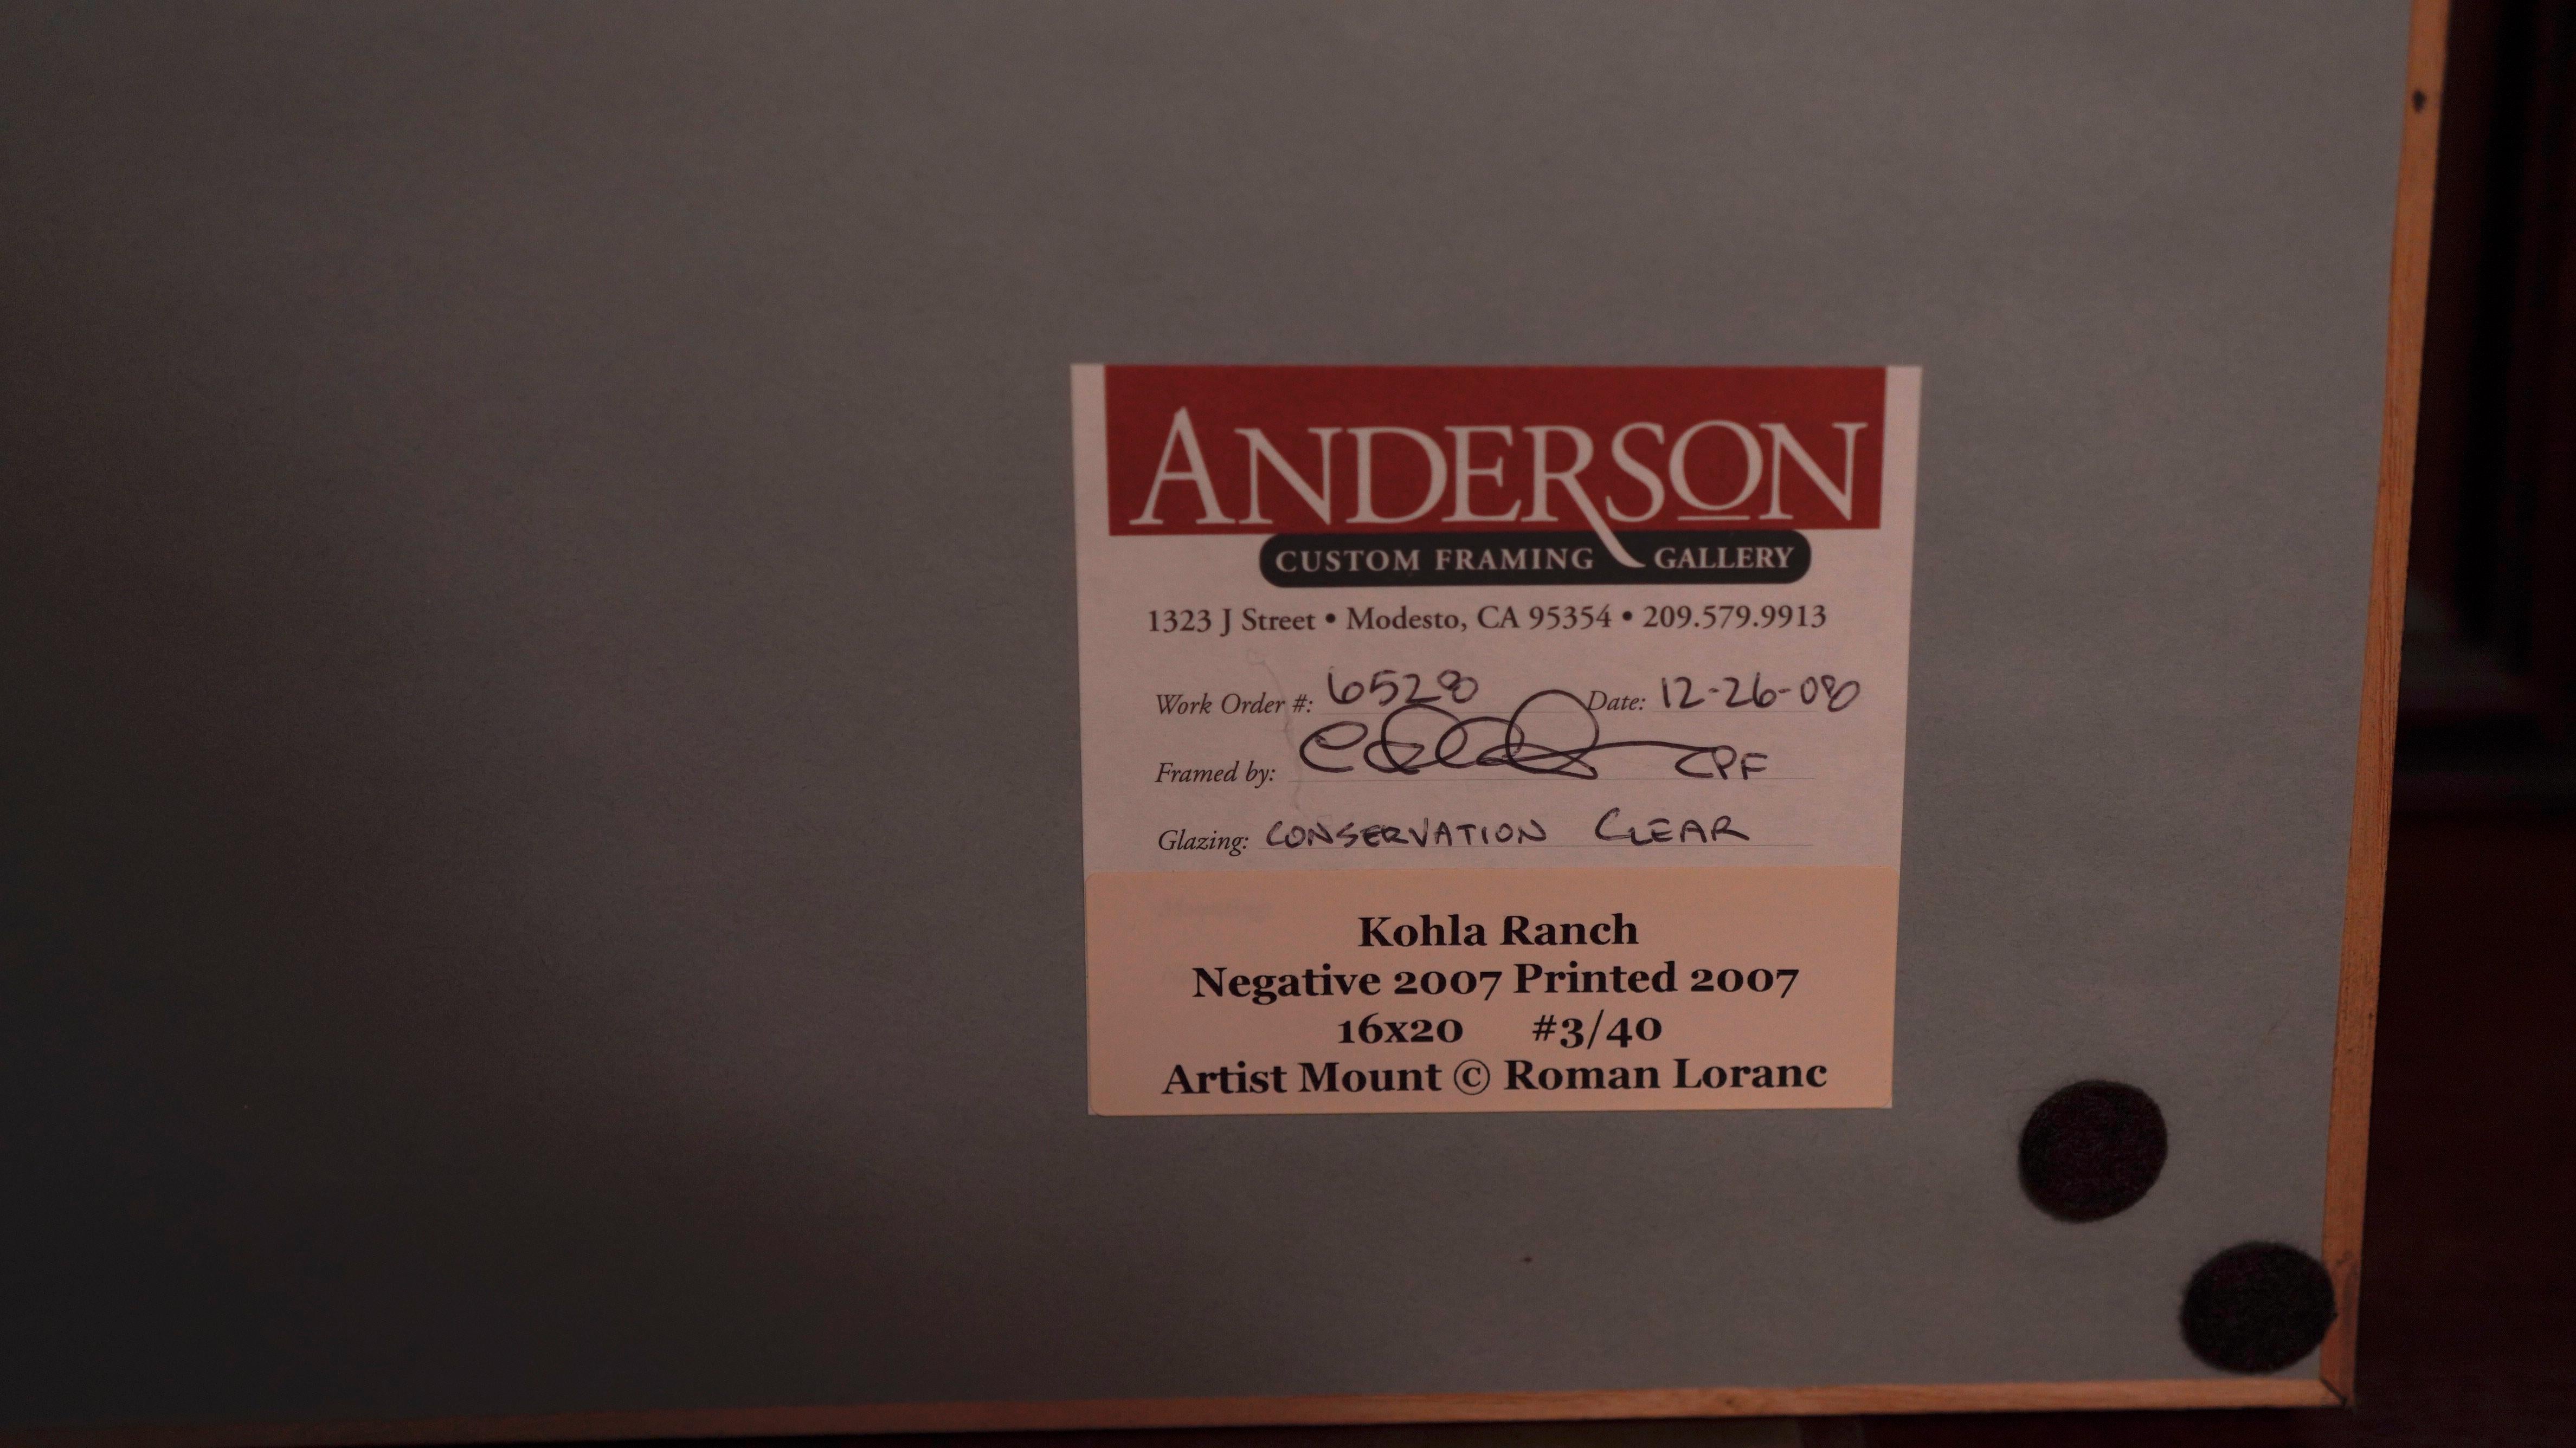 ANDERSON
CUSTOM FRAMING GALLERY
1323 J Street • Modesto, CA 95354 • 209.579.9913
Work Order #: 6528 Date: 12-26-08
Framed by: CPF
Glazing: CONSERVATION CLEAR
Kohla Ranch
Negative 2007 Printed 2007
16x20 #3/40
Artist Mount © Roman Loranc